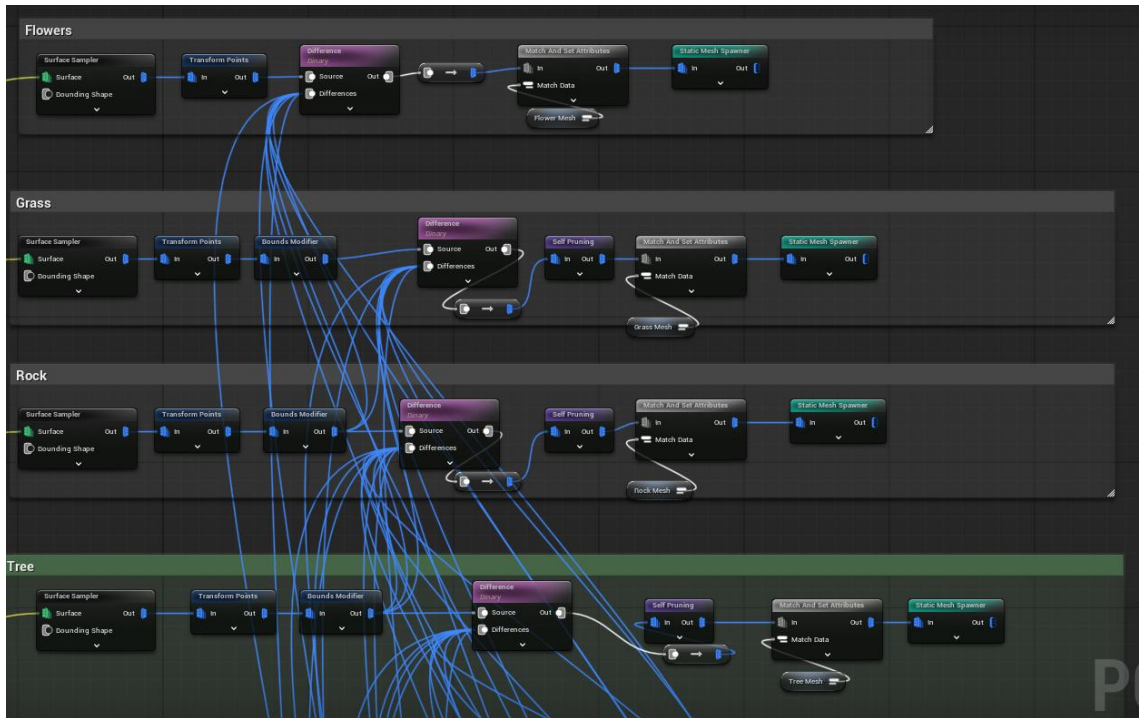 Flowers
Surface Sampler
Surface Out
Bounding Shape
Transform Points
In Out
Difference
Binary
Source Out
Differences
Match And Set Attributes
In Out
Match Data
Flower Mesh
Static Mesh Spawner
In Out
Grass
Surface Sampler
Surface Out
Bounding Shape
Transform Points
In Out
Bounds Modifier
In Out
Difference
Binary
Source Out
Differences
Self Pruning
In Out
Match And Set Attributes
In Out
Match Data
Grass Mesh
Static Mesh Spawner
In Out
Rock
Surface Sampler
Surface Out
Bounding Shape
Transform Points
In Out
Bounds Modifier
In Out
Difference
Binary
Source Out
Differences
Self Pruning
In Out
Match And Set Attributes
In Out
Match Data
Rock Mesh
Static Mesh Spawner
In Out
Tree
Surface Sampler
Surface Out
Bounding Shape
Transform Points
In Out
Bounds Modifier
In Out
Difference
Binary
Source Out
Differences
Self Pruning
In Out
Match And Set Attributes
In Out
Match Data
Tree Mesh
Static Mesh Spawner
In Out